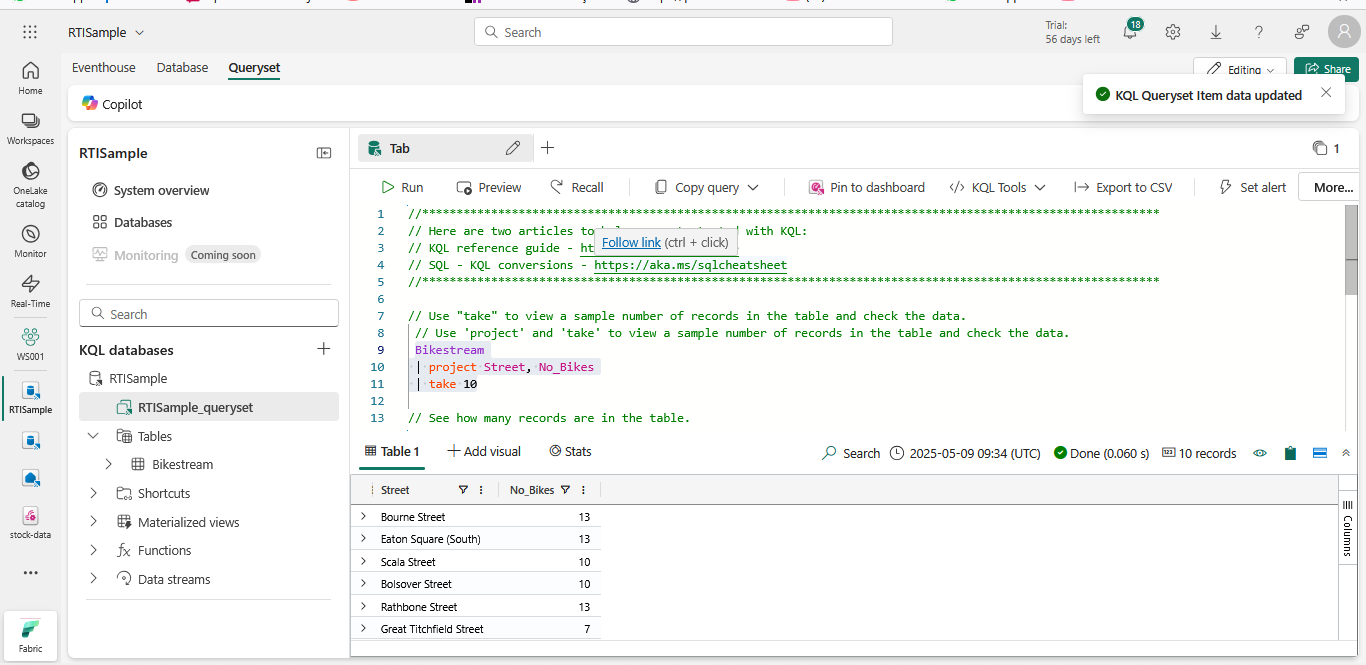 RTISample
Search
Trial:
56 days left
18
Home
Workspaces
OneLake
catalog
Monitor
Real-Time
WS001
RTISample
stock-data
Fabric
Eventhouse Database Queryset
Editing
Share
Copilot
KQL Queryset Item data updated
RTISample
System overview
Databases
Monitoring Coming soon
Search
KQL databases
RTISample
RTISample_queryset
Tables
Bikestream
Shortcuts
Materialized views
Functions
Data streams
Tab
1
Run Preview Recall Copy query Pin to dashboard KQL Tools Export to CSV Set alert More...
1 //************************************************************************************************************
2 // Here are two articles to with KQL:
Follow link (ctrl + click)
3 // KQL reference guide -
4 // SQL - KQL conversions - https://aka.ms/sqlcheatsheet
5 //************************************************************************************************************
6
7 // Use "take" to view a sample number of records in the table and check the data.
8 // Use 'project' and 'take' to view a sample number of records in the table and check the data.
9 Bikestream
10 | project Street, No_Bikes
11 | take 10
12
13 // See how many records are in the table.
Table 1 Add visual Stats
Search 2025-05-09 09:34 (UTC) Done (0.060 s) 10 records
Street No_Bikes
Bourne Street 13
Eaton Square (South) 13
Scala Street 10
Bolsover Street 10
Rathbone Street 13
Great Titchfield Street 7
Columns